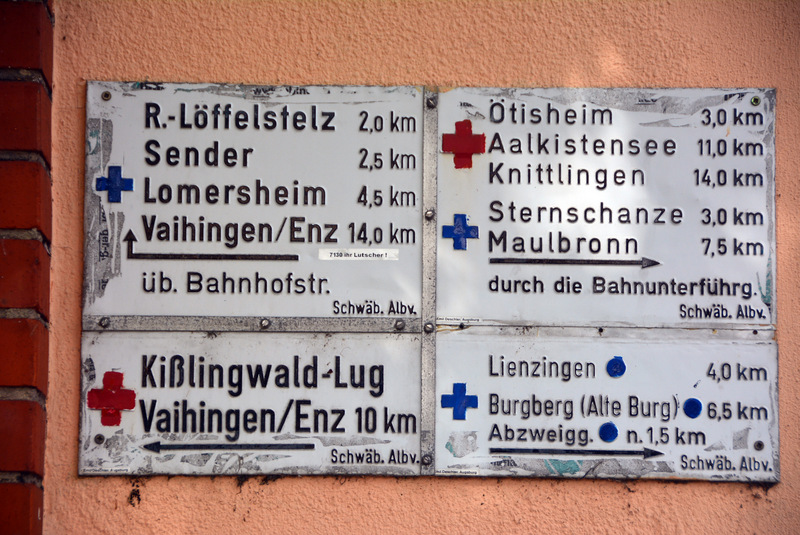 R.-Löffelstelz 2,0 km
Sender 2,5 km
Lomersheim 4,5 km
Vaihingen/Enz 14,0 km
7130 ihr Lutscher !
üb. Bahnhofstr.
Schwäb. Albv.
Ötisheim 3,0 km
Aalkistensee 11,0 km
Knittlingen 14,0 km
Sternschanze 3,0 km
Maulbronn 7,5 km
durch die Bahnunterführg.
Schwäb. Albv.
Kißlingwald-Lug
Vaihingen/Enz 10 km
Schwäb. Albv.
Lienzingen 4,0 km
Burgberg (Alte Burg) 6,5 km
Abzweigg. n. 1,5 km
Schwäb. Albv.